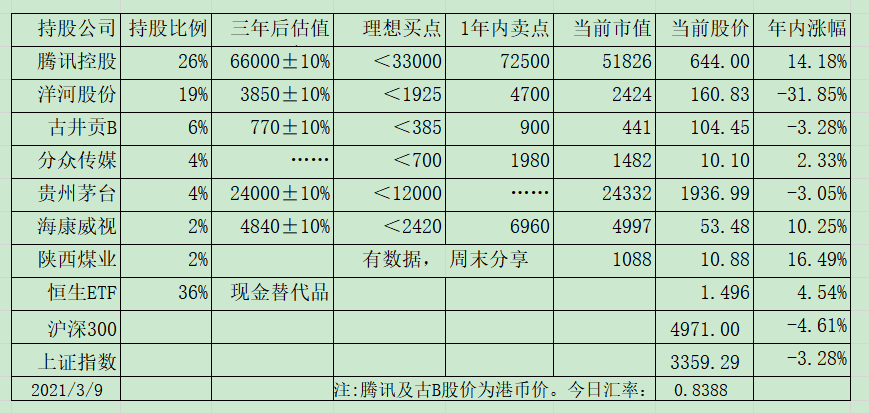 持股公司 持股比例 三年后估值 理想买点 1年内卖点 当前市值 当前股价 年内涨幅
腾讯控股 26% 66000±10% ＜33000 72500 51826 644.00 14.18%
洋河股份 19% 3850±10% ＜1925 4700 2424 160.83 -31.85%
古井贡B 6% 770±10% ＜385 900 441 104.45 -3.28%
分众传媒 4% …… ＜700 1980 1482 10.10 2.33%
贵州茅台 4% 24000±10% ＜12000 …… 24332 1936.99 -3.05%
海康威视 2% 4840±10% ＜2420 6960 4997 53.48 10.25%
陕西煤业 2% 有数据， 周末分享 1088 10.88 16.49%
恒生ETF 36% 现金替代品 1.496 4.54%
沪深300 4971.00 -4.61%
上证指数 3359.29 -3.28%
2021/3/9 注:腾讯及古B股价为港币价。今日汇率： 0.8388